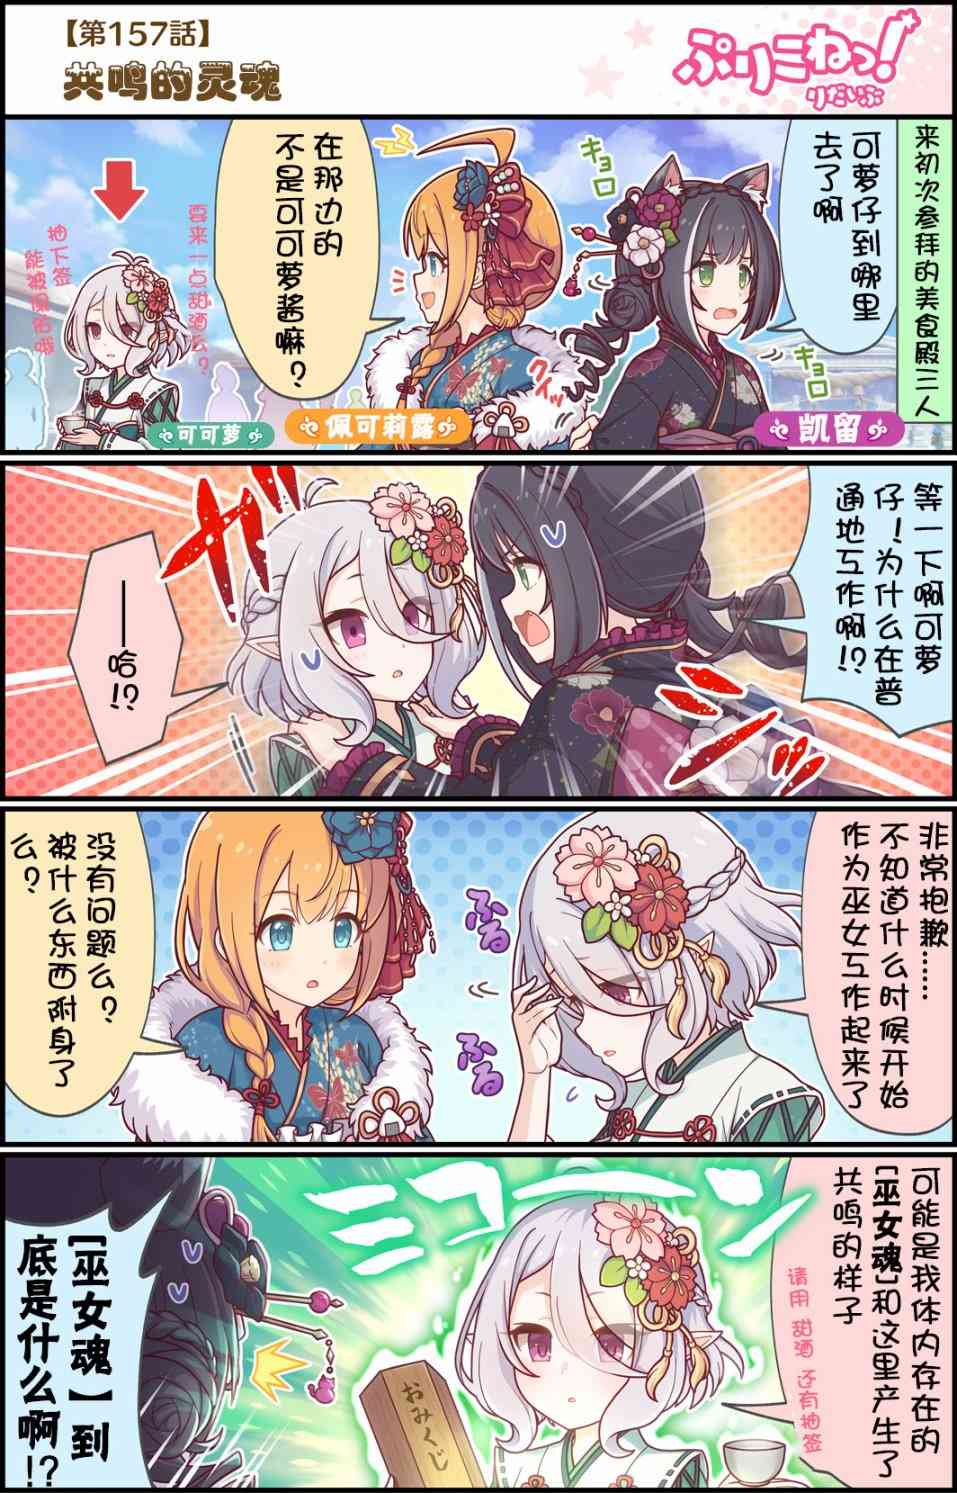 【第157話】
共鸣的灵魂
ぷりこねっ!
りだいぶ
来初次参拜的美食殿三人
可萝仔到哪里
去了啊
キョロ
キョロ
在那边的
不是可可萝酱嘛？
クイッ
要来一点甜酒么？
抽下签
能被保佑哦
可可萝
佩可莉露
凯留
等一下啊可萝
仔！为什么在普
通地工作啊!?
ガッ
——哈!?
非常抱歉……
不知道什么时候开始
作为巫女工作起来了
ふる
ふる
没有问题么？
被什么东西附身了
么？
可能是我体内存在的
【巫女魂】和这里产生了
共鸣的样子
ミコーン
请用 甜酒 还有抽签
おみくじ
【巫女魂】到
底是什么啊!?